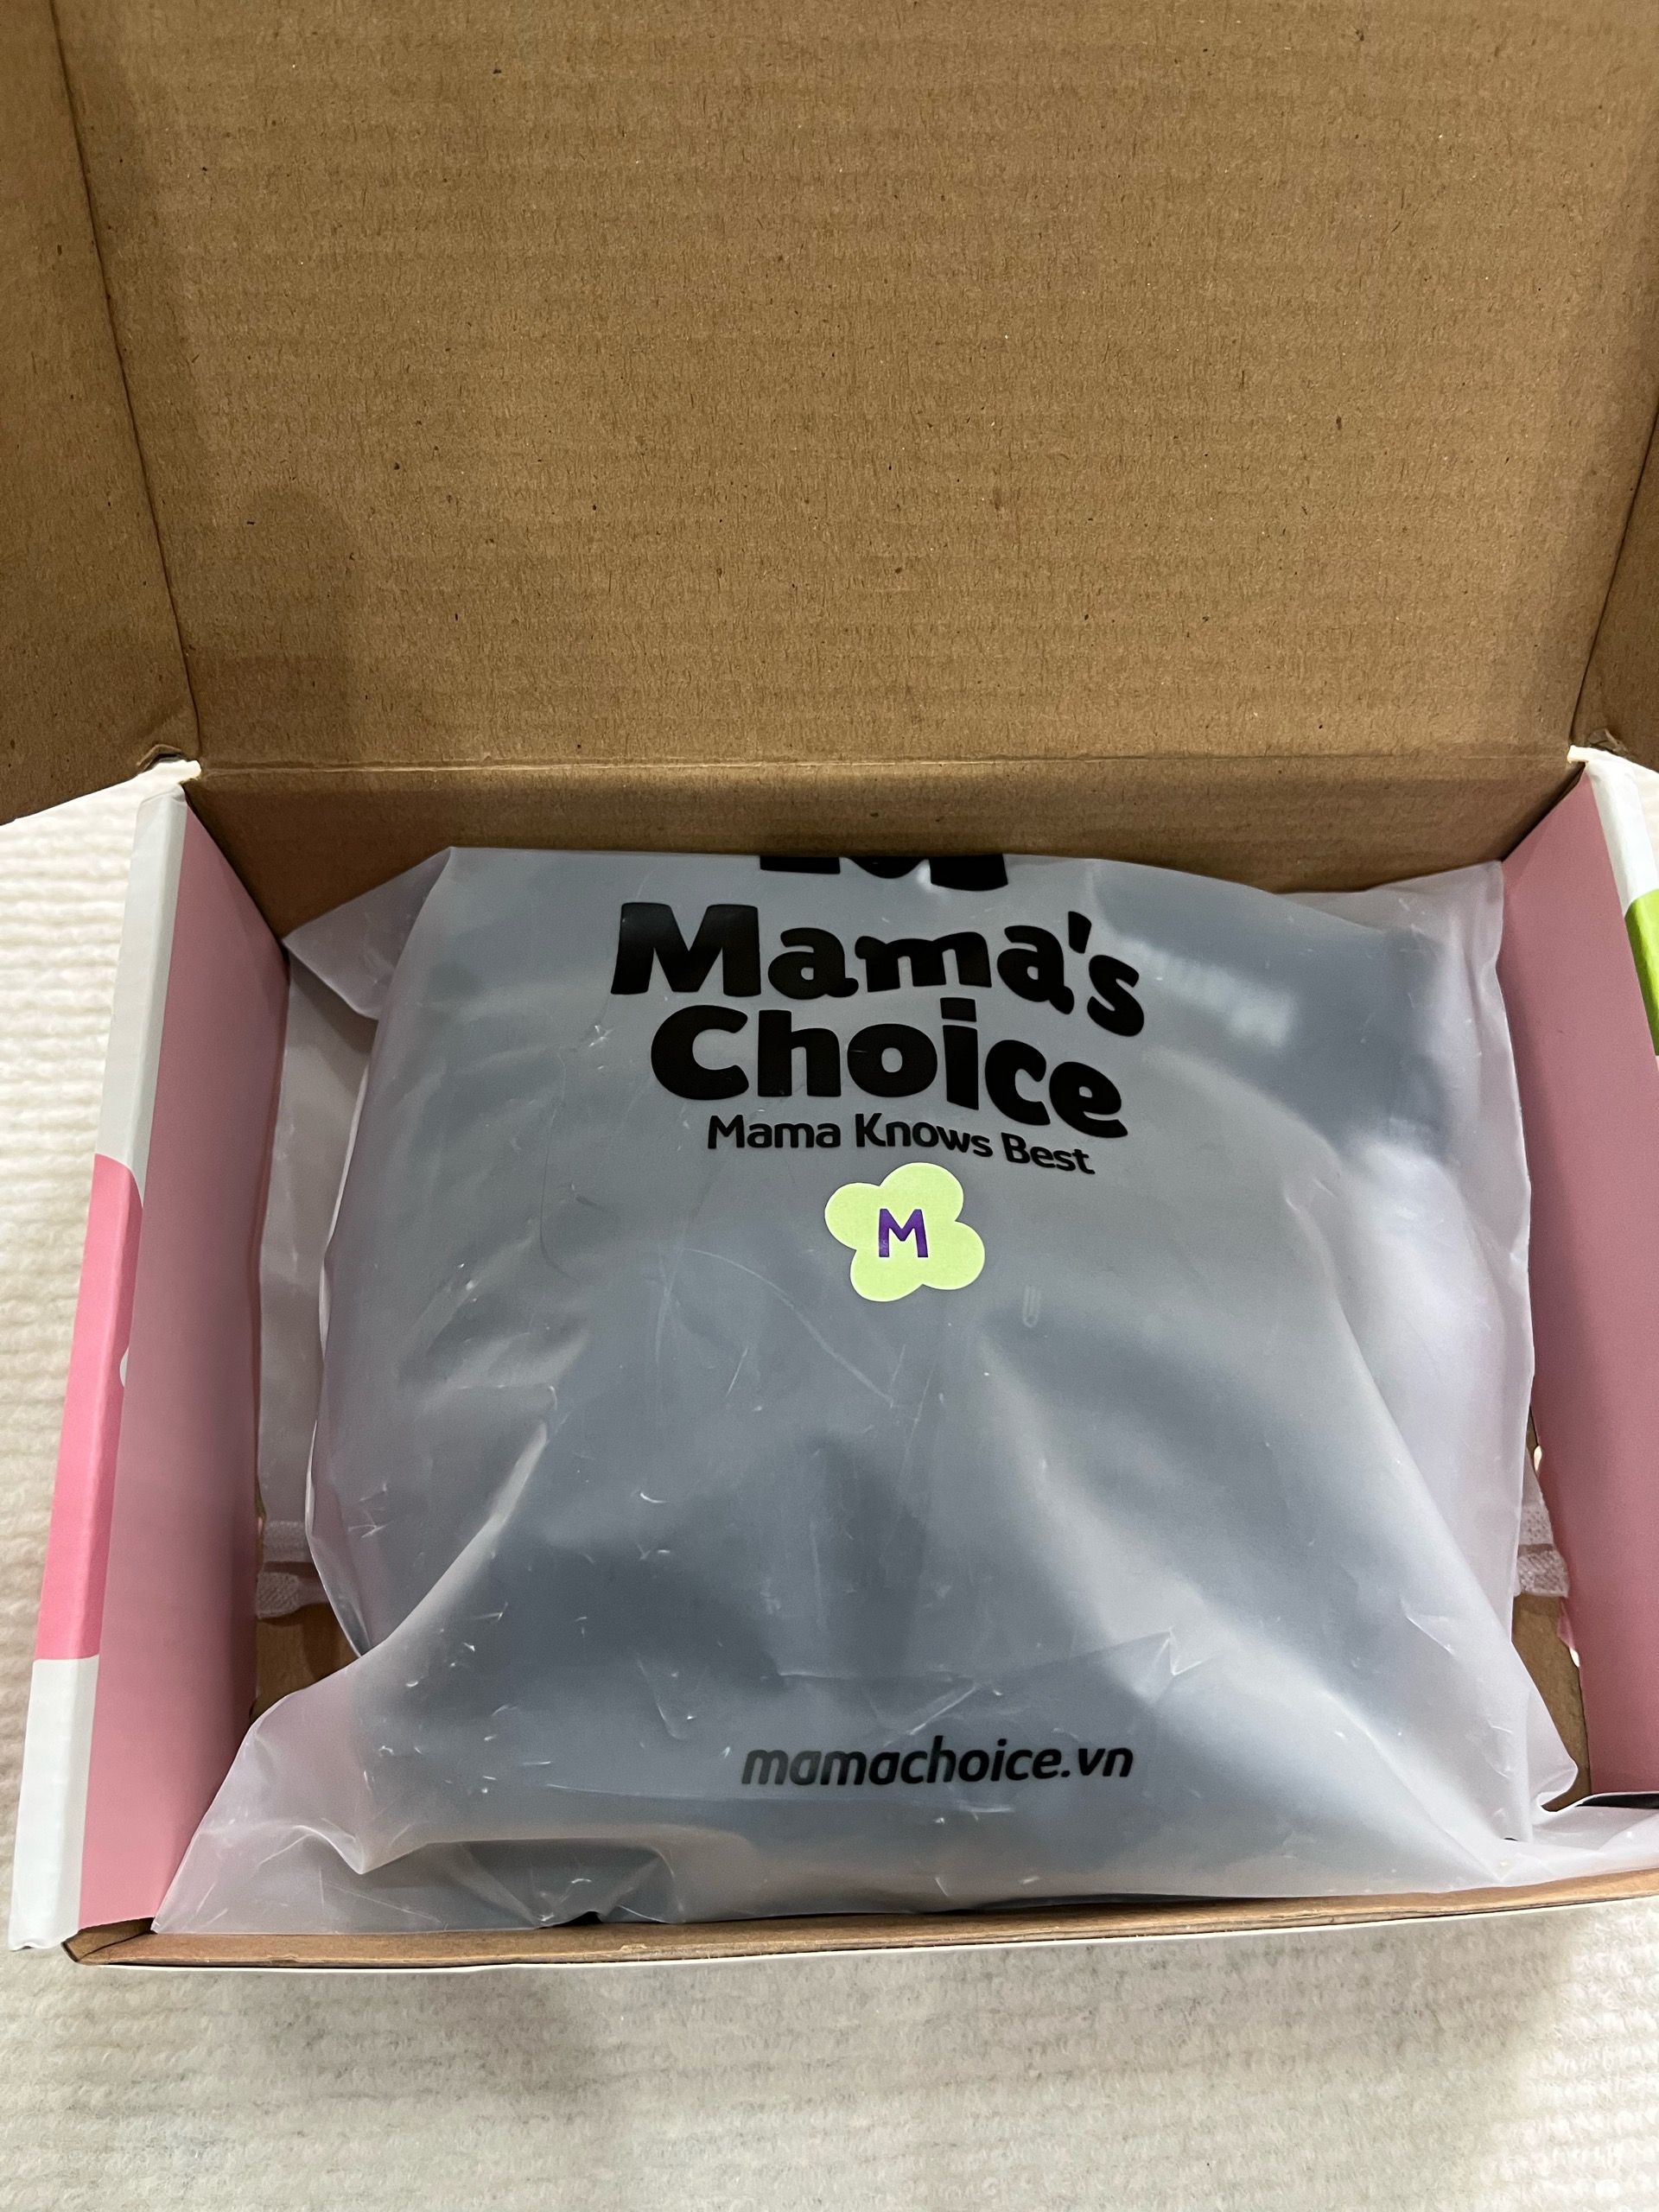 Mama's
Choice
Mama Knows Best
M
mamachoice.vn